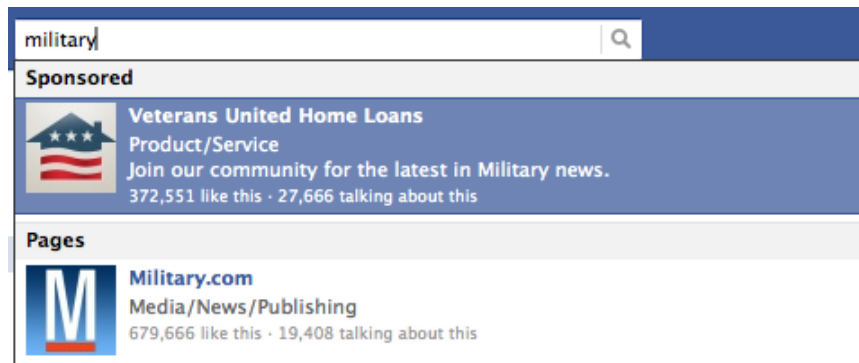 military
Sponsored
Veterans United Home Loans
Product/Service
Join our community for the latest in Military news.
372,551 like this · 27,666 talking about this
Pages
M
Military.com
Media/News/Publishing
679,666 like this · 19,408 talking about this